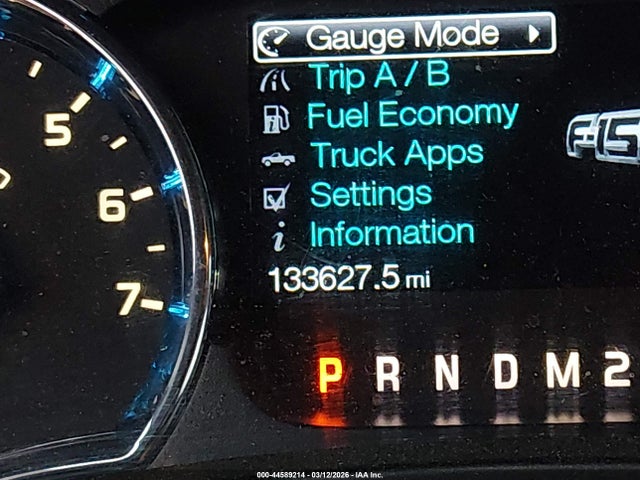 Gauge Mode
Trip A / B
Fuel Economy
Truck Apps
Settings
i Information
133627.5 mi
F15
5
6
7
P R N D M 2
000-44589214 - 03/12/2026 - IAA Inc.